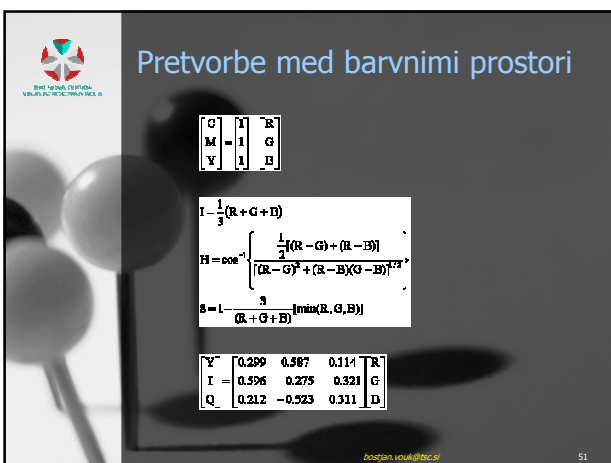 Pretvorbe med barvnimi prostori
[C M Y] = [1 1 1] [R G B]
I = 1/3 (R + G + B)
H = cos⁻¹ { 1/2 [(R − G) + (R − B)] / [(R − G)² + (R − B)(G − B)]^1/2 }
S = 1 − 3/(R + G + B) [min(R, G, B)]
[Y I Q] = [0.299 0.587 0.114
0.596 0.275 0.321
0.212 −0.523 0.311] [R G B]
bostjan.vouk@tsc.si
51